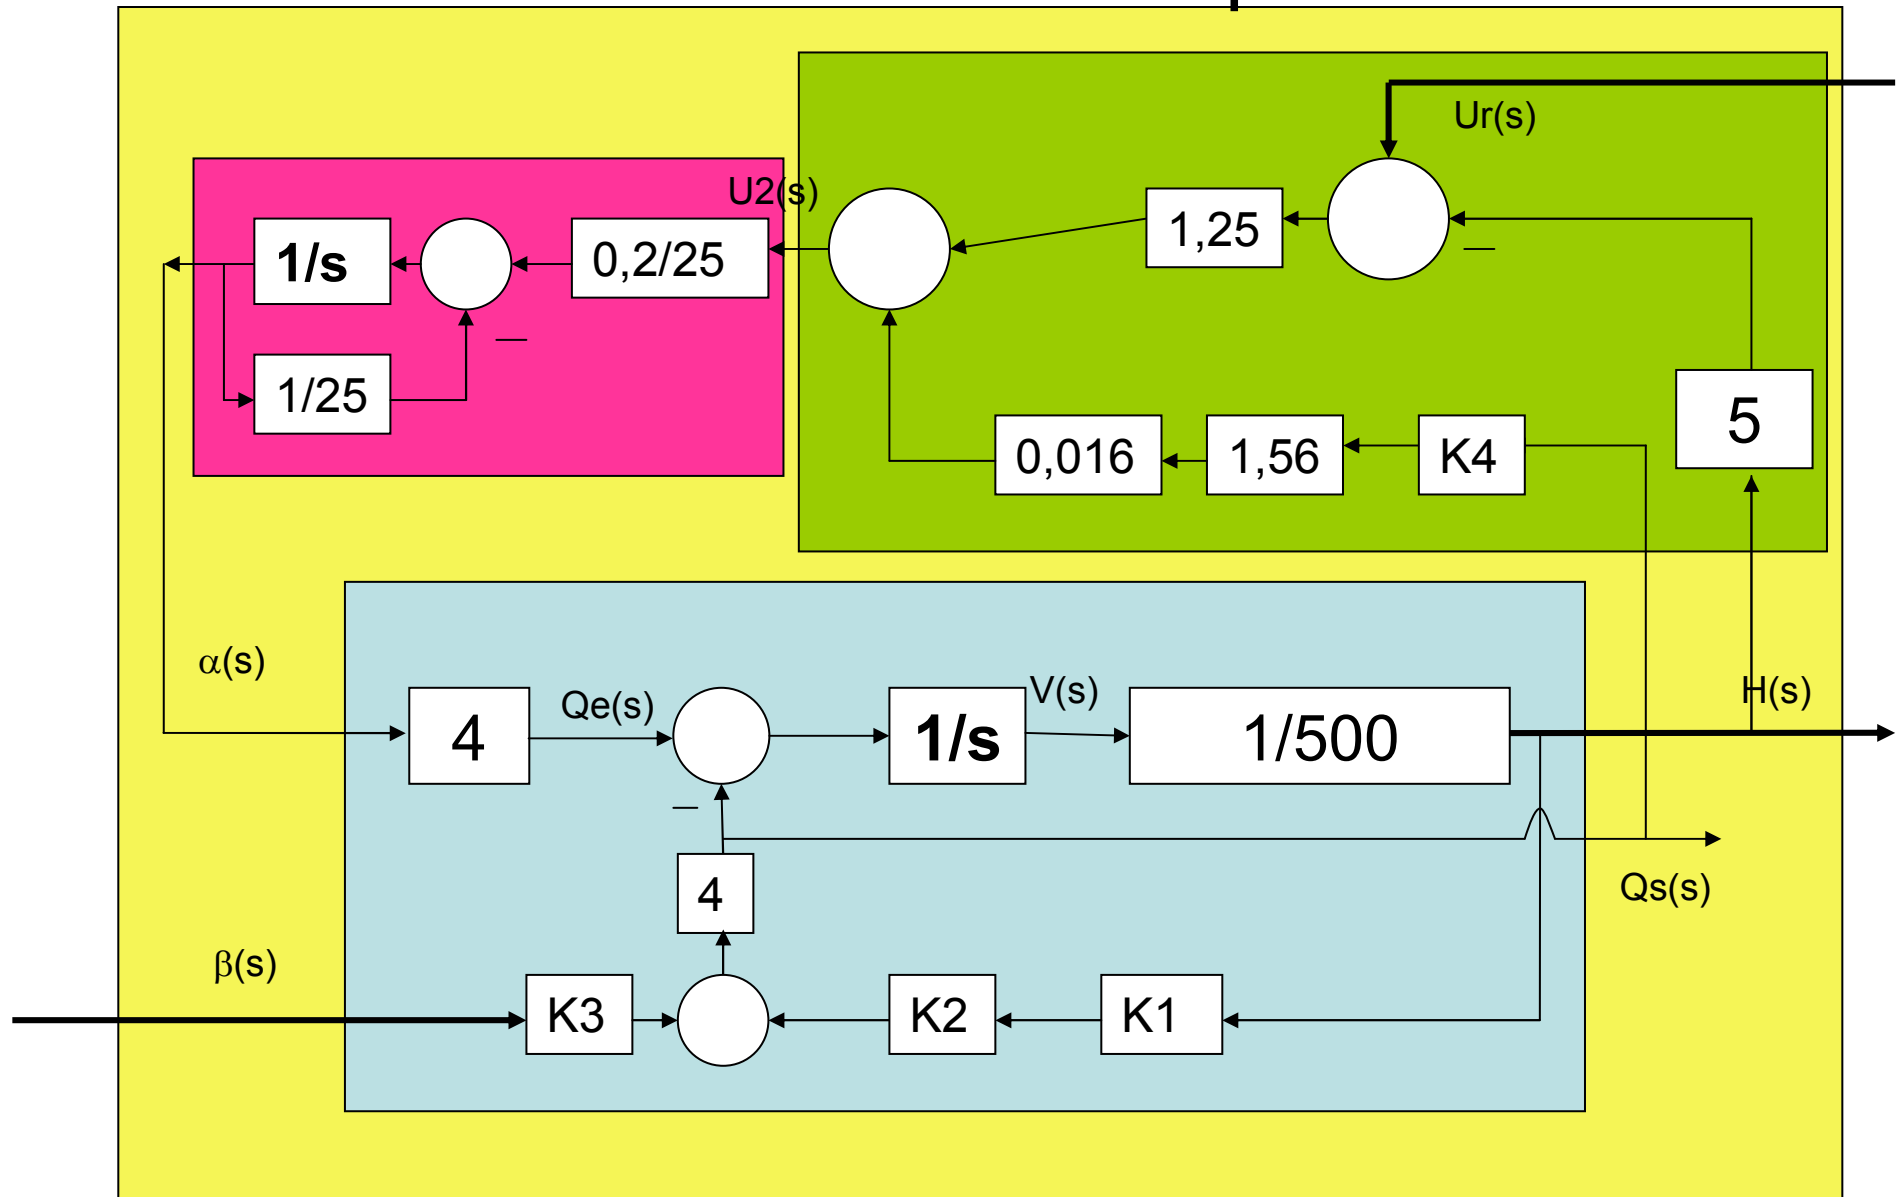 Ur(s)
U2(s)
1,25
1/s
0,2/25
1/25
5
0,016
1,56
K4
α(s)
H(s)
4
Qe(s)
1/s
V(s)
1/500
4
Qs(s)
β(s)
K3
K2
K1